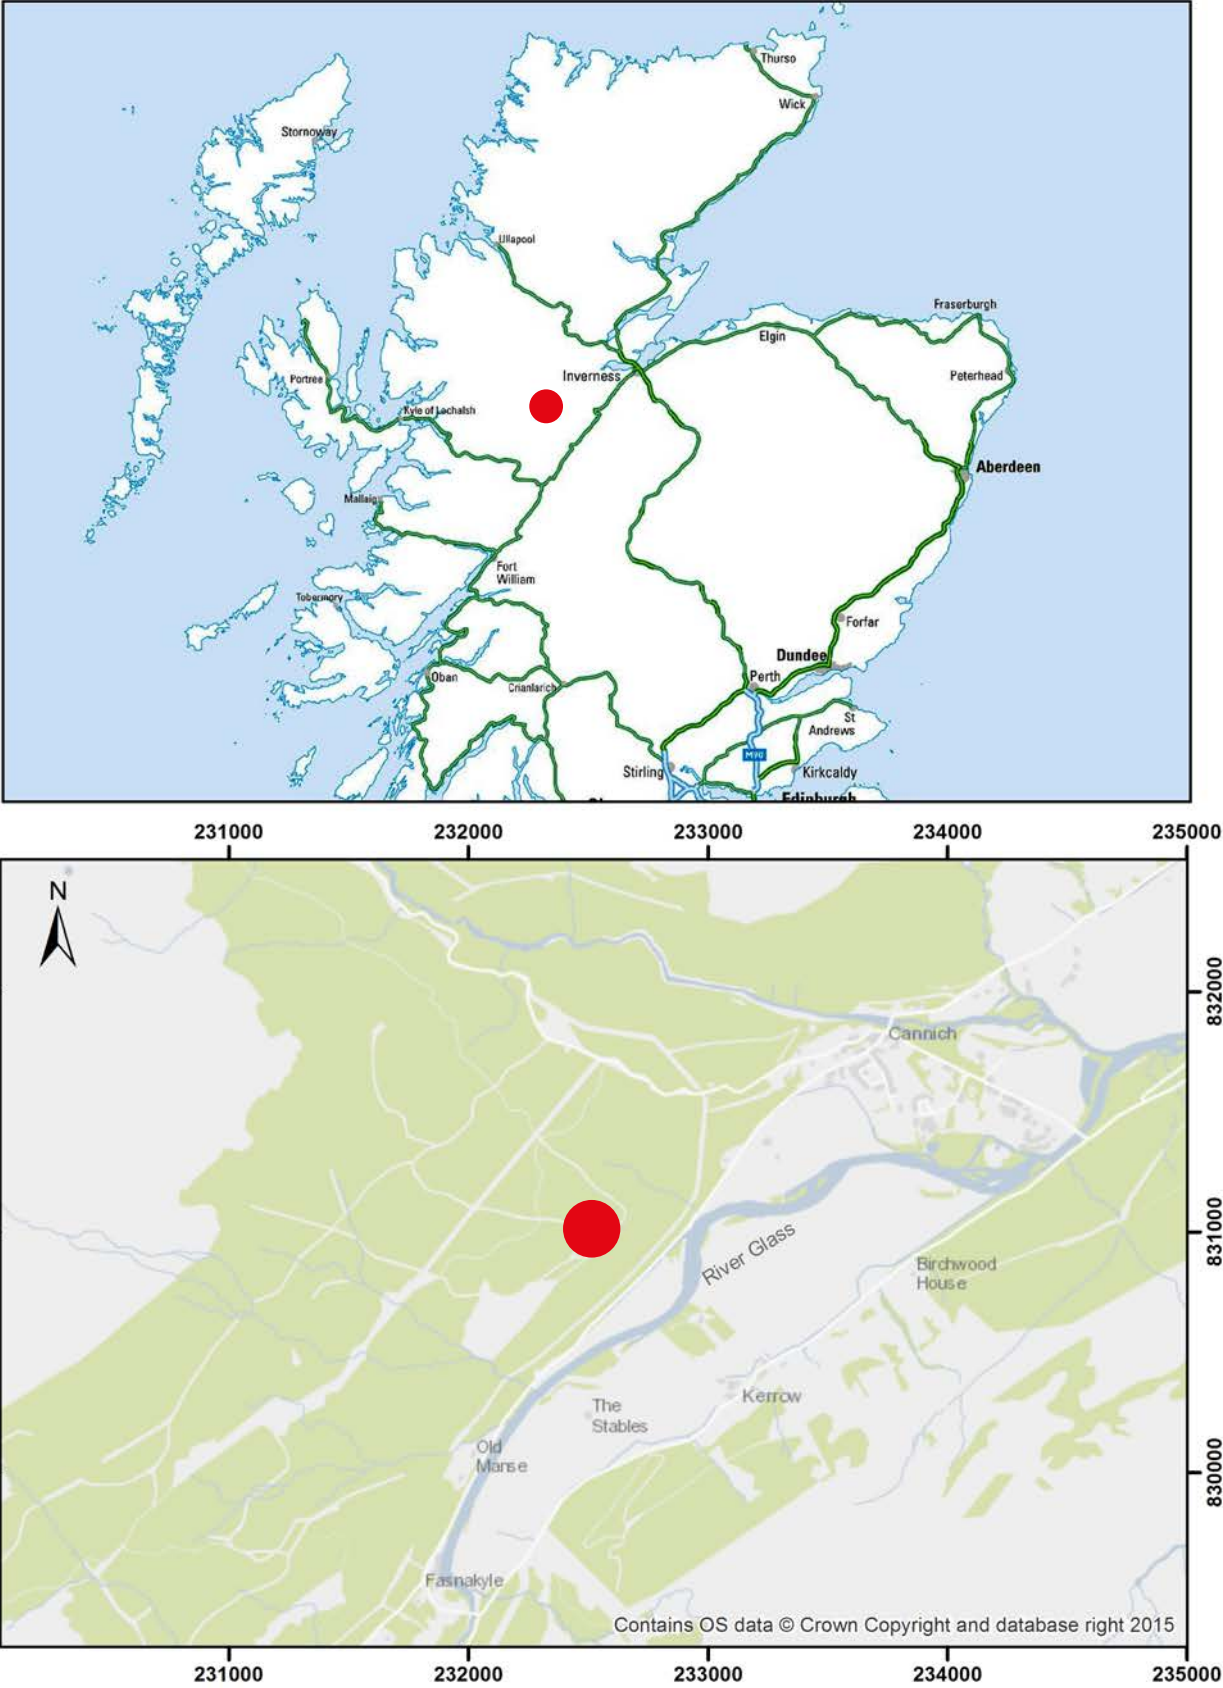 Thurso
Wick
Stornoway
Ullapool
Fraserburgh
Elgin
Inverness
Peterhead
Portree
Kyle of Lochalsh
Aberdeen
Mallaig
Fort
William
Tobermory
Forfar
Dundee
Perth
Oban
Crianlarich
St
Andrews
M90
Stirling
Kirkcaldy
Edinburgh
231000 232000 233000 234000 235000
N
832000
Cannich
831000
River Glass
Birchwood
House
Kerrow
The
Stables
Old
Manse
830000
Fasnakyle
Contains OS data © Crown Copyright and database right 2015
231000 232000 233000 234000 235000